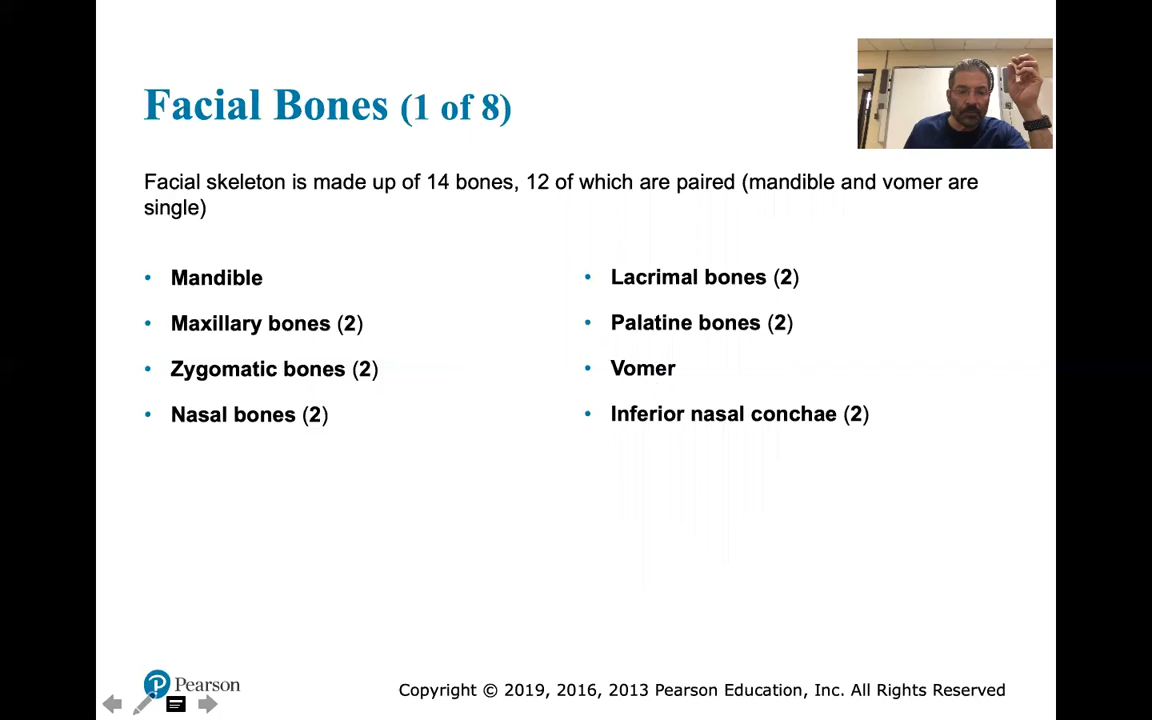 Facial Bones (1 of 8)
Facial skeleton is made up of 14 bones, 12 of which are paired (mandible and vomer are
single)
• Mandible
• Maxillary bones (2)
• Zygomatic bones (2)
• Nasal bones (2)
• Lacrimal bones (2)
• Palatine bones (2)
• Vomer
• Inferior nasal conchae (2)
P Pearson
Copyright © 2019, 2016, 2013 Pearson Education, Inc. All Rights Reserved